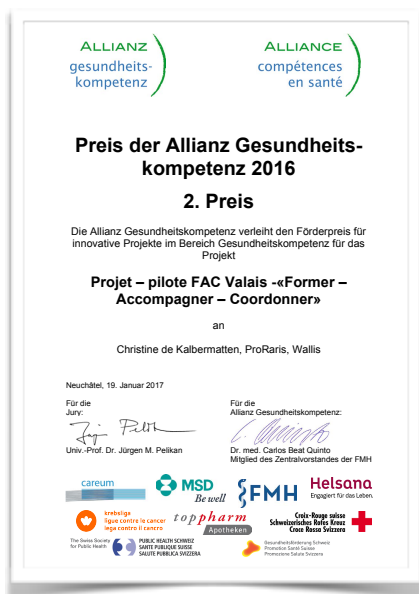 ALLIANZ
gesundheits-
kompetenz
ALLIANCE
compétences
en santé
Preis der Allianz Gesundheits-
kompetenz 2016
2. Preis
Die Allianz Gesundheitskompetenz verleiht den Förderpreis für
innovative Projekte im Bereich Gesundheitskompetenz für das
Projekt
Projet – pilote FAC Valais -«Former –
Accompagner – Coordonner»
an
Christine de Kalbermatten, ProRaris, Wallis
Neuchâtel, 19. Januar 2017
Für die
Jury:
Univ.-Prof. Dr. Jürgen M. Pelikan
Für die
Allianz Gesundheitskompetenz:
Dr. med. Carlos Beat Quinto
Mitglied des Zentralvorstandes der FMH
careum
MSD
Be well
FMH
Helsana
Engagiert für das Leben.
krebsliga
ligue contre le cancer
lega contro il cancro
toppharm
Apotheken
Croix-Rouge suisse
Schweizerisches Rotes Kreuz
Croce Rossa Svizzera
The Swiss Society
for Public Health
PUBLIC HEALTH SCHWEIZ
SANTÉ PUBLIQUE SUISSE
SALUTE PUBBLICA SVIZZERA
Gesundheitsförderung Schweiz
Promotion Santé Suisse
Promozione Salute Svizzera